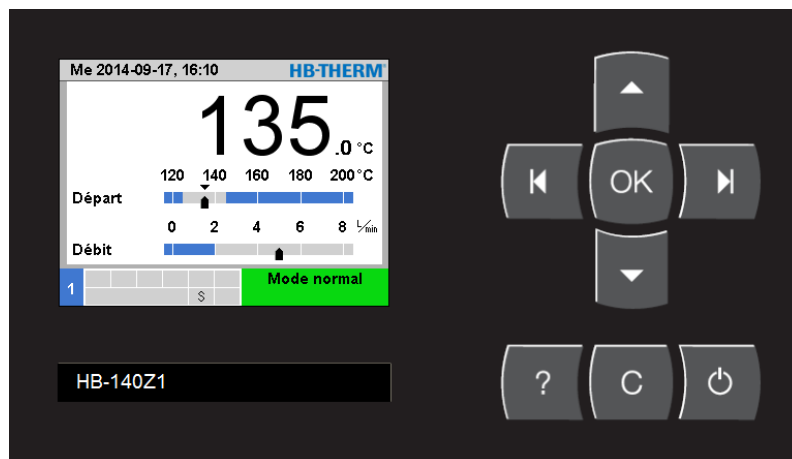 Me 2014-09-17, 16:10 HB-THERM
135.0 °C
120 140 160 180 200 °C
Départ
0 2 4 6 8 L/min
Débit
1 S Mode normal
OK
HB-140Z1
? C